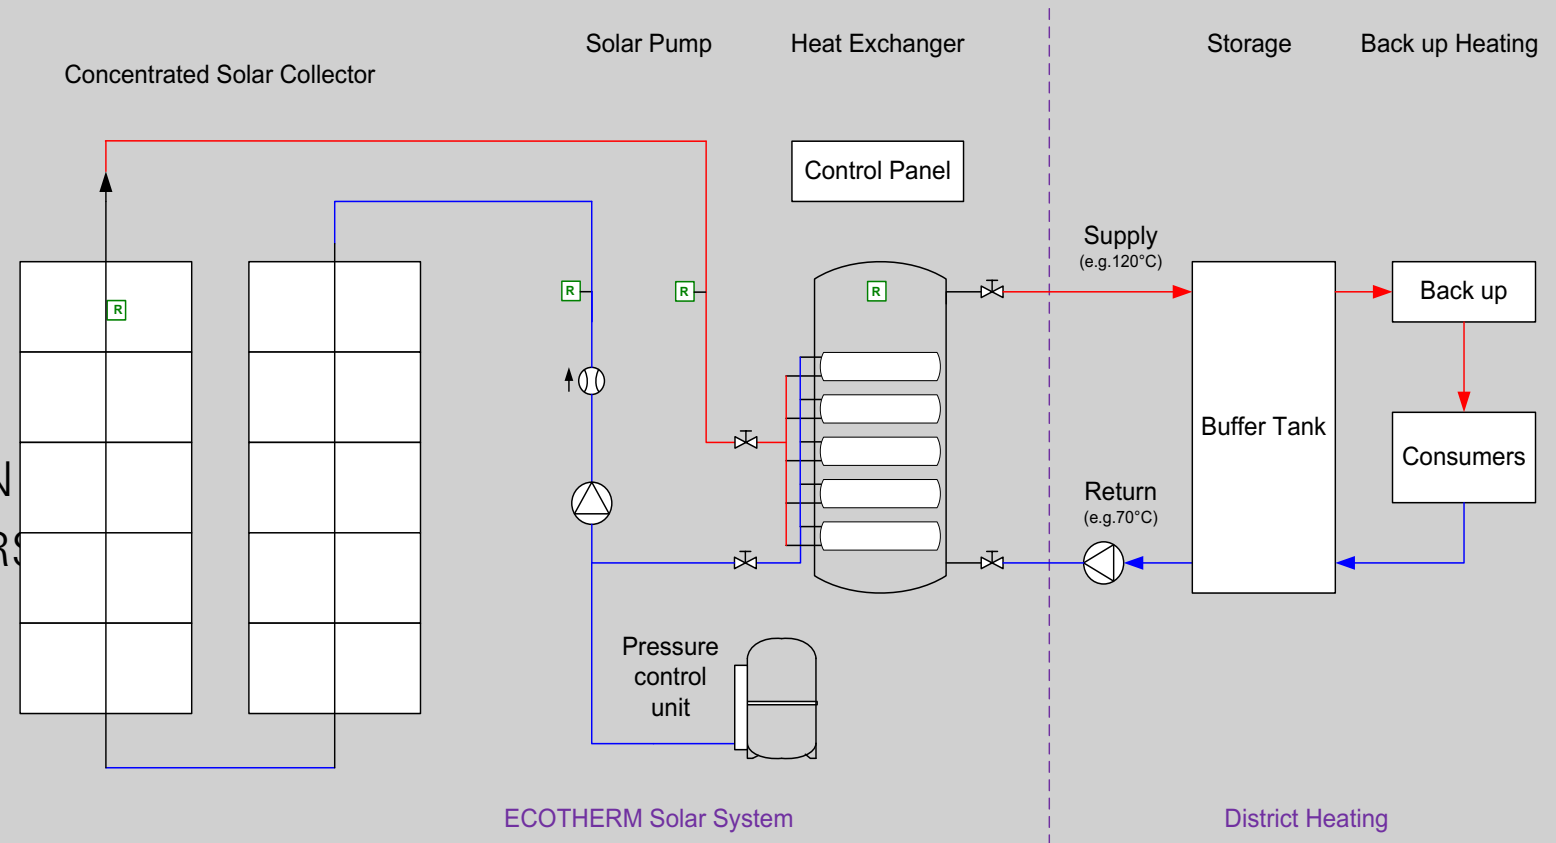 Solar Pump
Heat Exchanger
Storage
Back up Heating
Concentrated Solar Collector
Control Panel
Supply
(e.g.120°C)
R
R
R
R
Back up
Buffer Tank
Consumers
N
RS
Return
(e.g.70°C)
Pressure
control
unit
ECOTHERM Solar System
District Heating